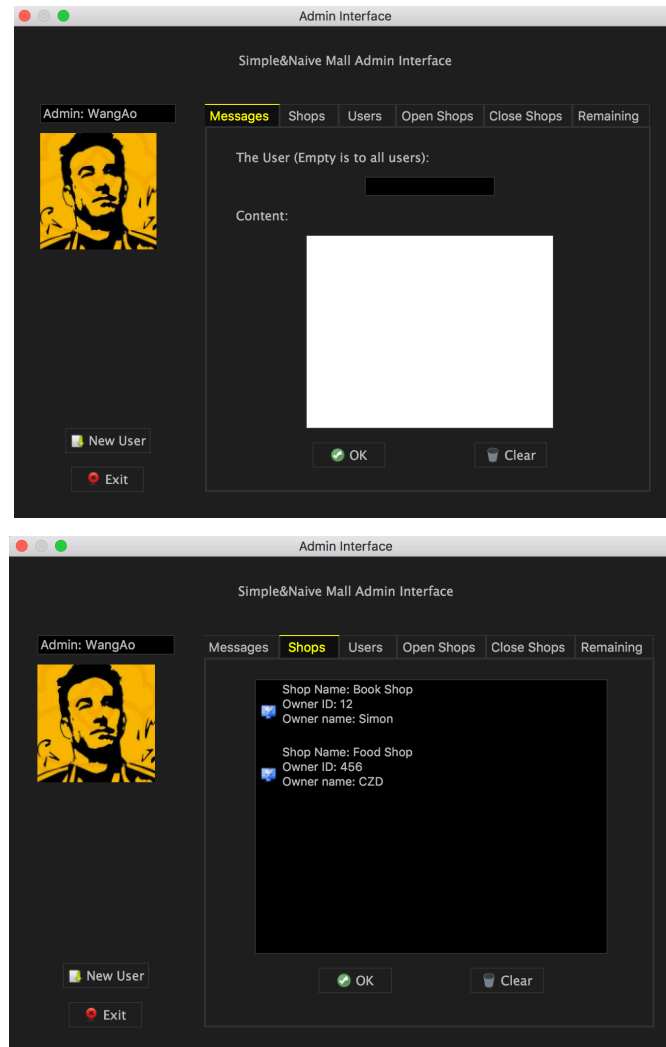 Admin Interface
Simple&Naive Mall Admin Interface
Admin: WangAo
Messages Shops Users Open Shops Close Shops Remaining
The User (Empty is to all users):
Content:
New User
OK Clear
Exit
Admin Interface
Simple&Naive Mall Admin Interface
Admin: WangAo
Messages Shops Users Open Shops Close Shops Remaining
Shop Name: Book Shop
Owner ID: 12
Owner name: Simon
Shop Name: Food Shop
Owner ID: 456
Owner name: CZD
New User
OK Clear
Exit